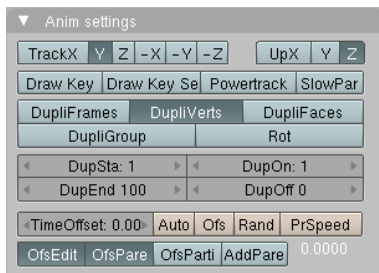 Anim settings
TrackX Y Z -X -Y -Z UpX Y Z
Draw Key Draw Key Se Powertrack SlowPar
DupliFrames DupliVerts DupliFaces
DupliGroup Rot
DupSta: 1 DupOn: 1
DupEnd 100 DupOff 0
TimeOffset: 0.00 Auto Ofs Rand PrSpeed
OfsEdit OfsPare OfsParti AddPare 0.0000